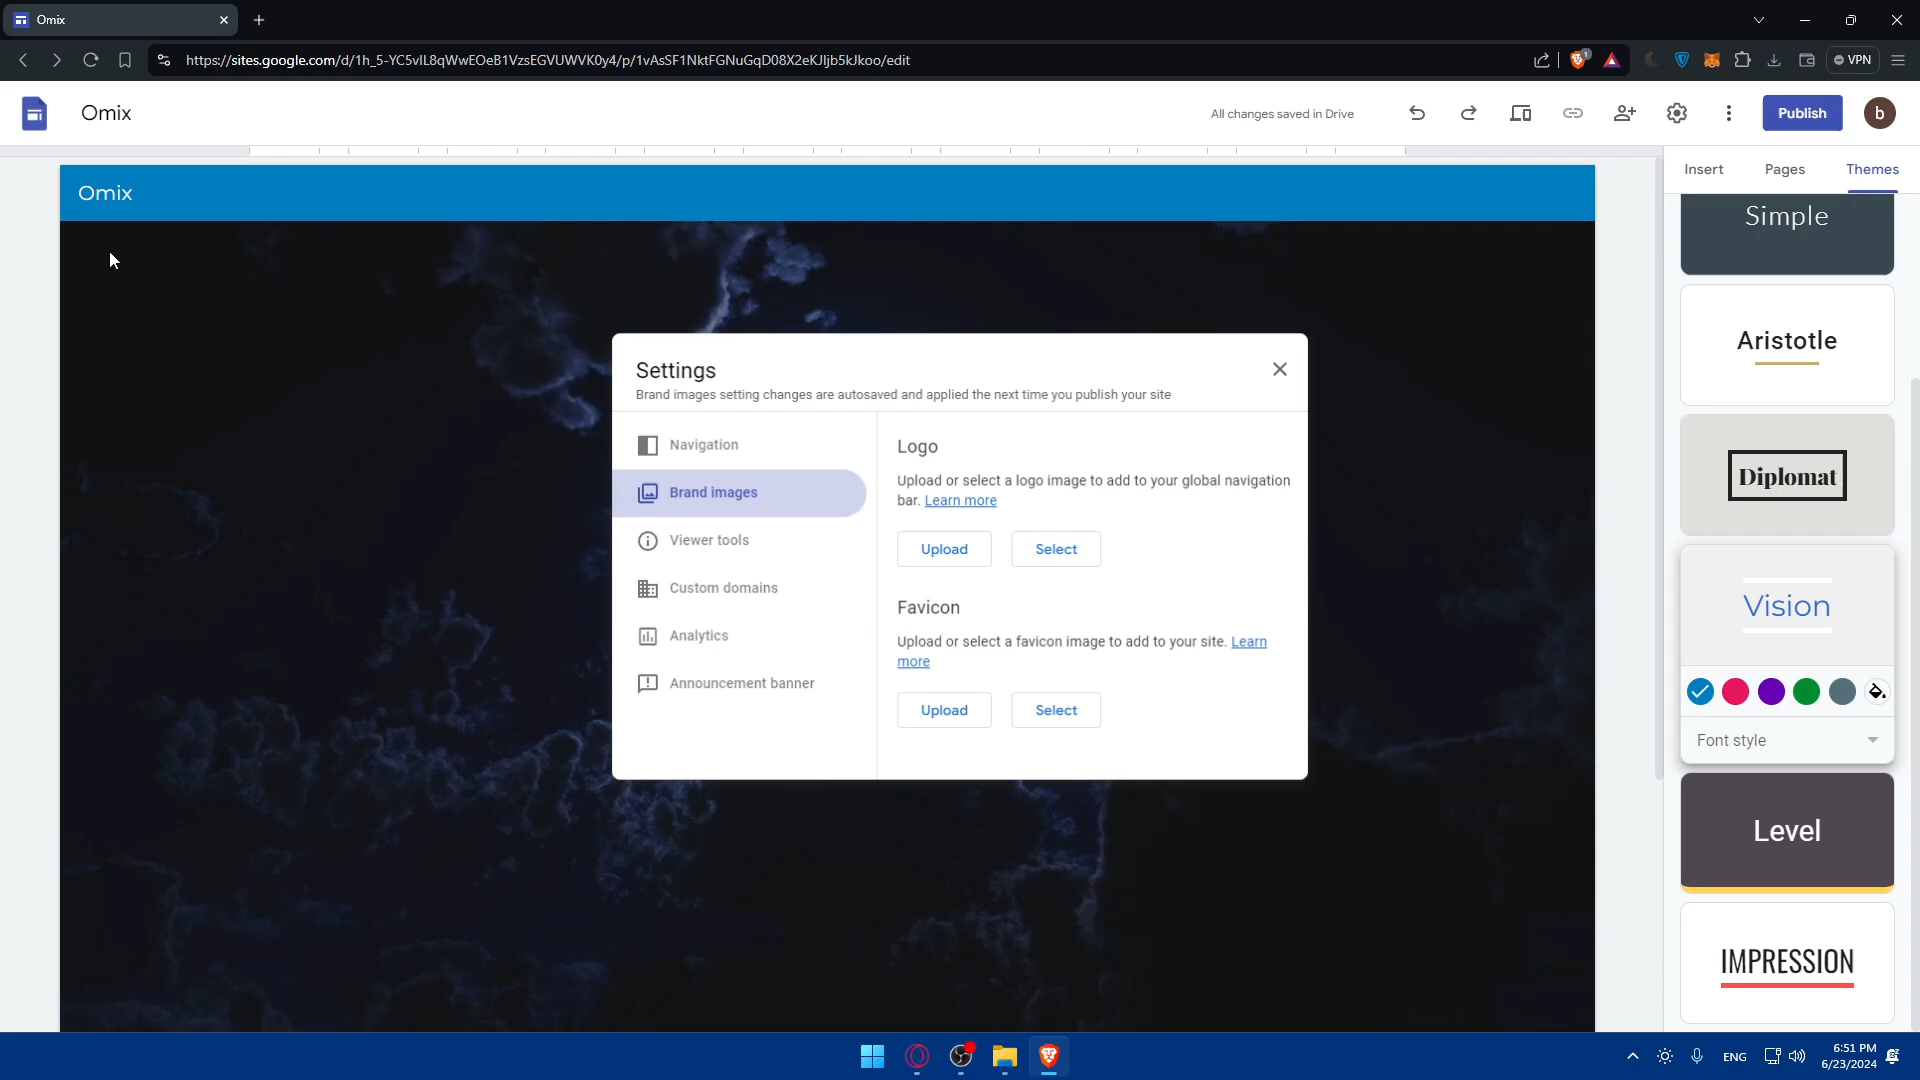 Omix
https://sites.google.com/d/1h_5-YC5vIL8qWwEOeB1VzsEGVUWVK0y4/p/1vAsSF1NktFGNuGqD08X2eKJljb5kJkoo/edit
1
VPN
Omix
All changes saved in Drive
Publish
b
Insert
Pages
Themes
Omix
Simple
Aristotle
Diplomat
Vision
Font style
Level
IMPRESSION
Settings
Brand images setting changes are autosaved and applied the next time you publish your site
Navigation
Brand images
Viewer tools
Custom domains
Analytics
Announcement banner
Logo
Upload or select a logo image to add to your global navigation
bar. Learn more
Upload
Select
Favicon
Upload or select a favicon image to add to your site. Learn
more
Upload
Select
ENG
6:51 PM
6/23/2024